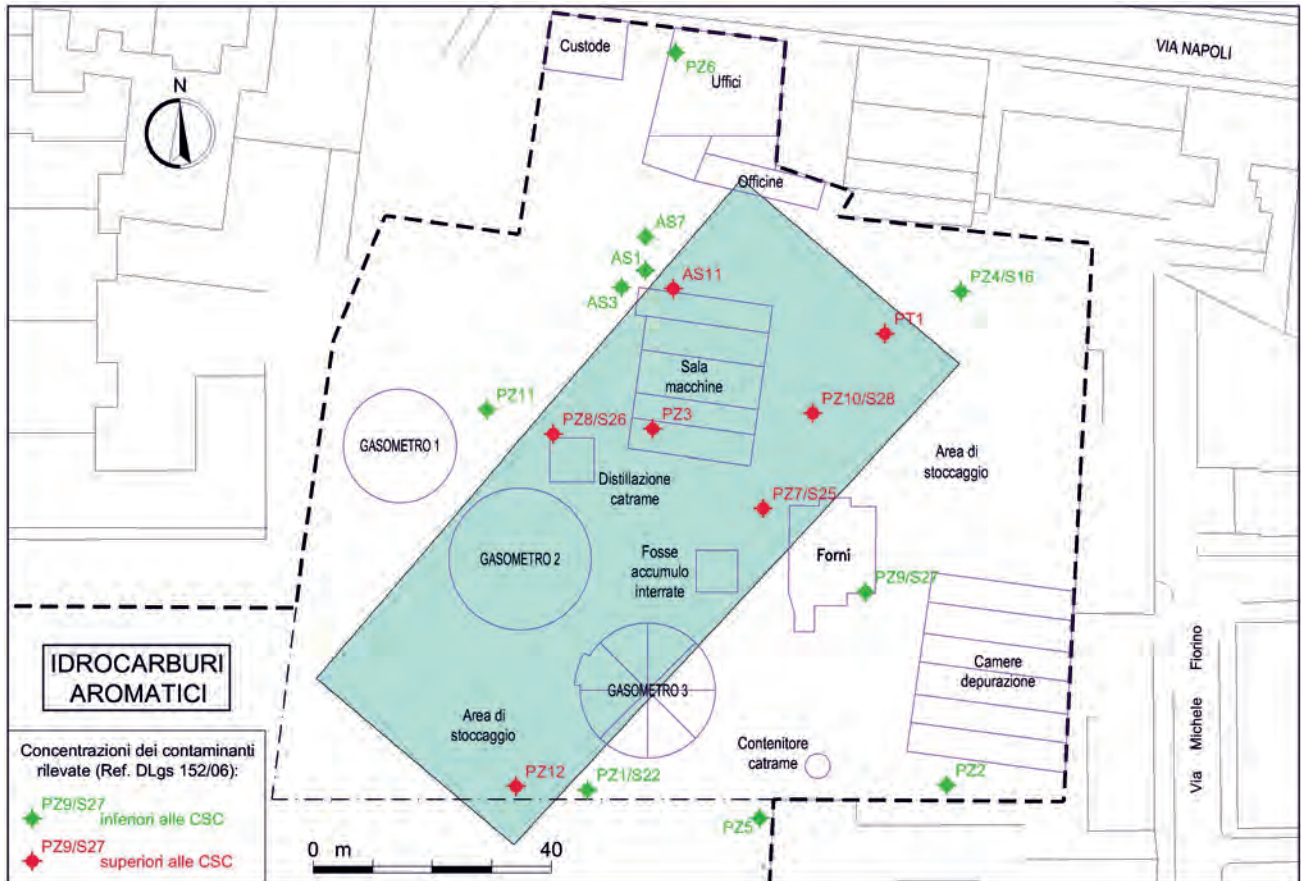 VIA NAPOLI
Custode
PZ6
Uffici
N
Officine
AS7
AS1
AS3
AS11
PZ4/S16
PT1
Sala
macchine
PZ11
PZ8/S26
PZ3
PZ10/S28
GASOMETRO 1
Area di
stoccaggio
Distillazione
catrame
PZ7/S25
GASOMETRO 2
Fosse
accumulo
interrate
Forni
PZ9/S27
IDROCARBURI
AROMATICI
GASOMETRO 3
Camere
depurazione
Via Michele Fiorino
Area di
stoccaggio
Contenitore
catrame
PZ12
PZ1/S22
PZ2
PZ5
Concentrazioni dei contaminanti
rilevate (Ref. DLgs 152/06):
PZ9/S27
inferiori alle CSC
PZ9/S27
superiori alle CSC
0 m 40